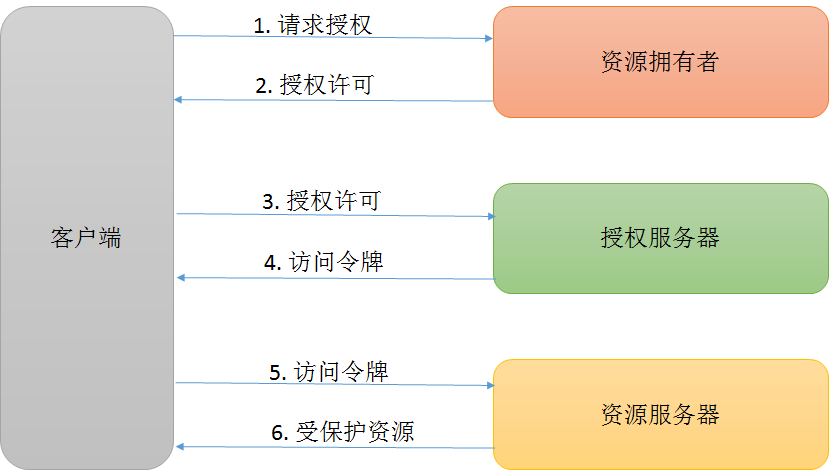 1. 请求授权
资源拥有者
2. 授权许可
3. 授权许可
客户端
授权服务器
4. 访问令牌
5. 访问令牌
资源服务器
6. 受保护资源